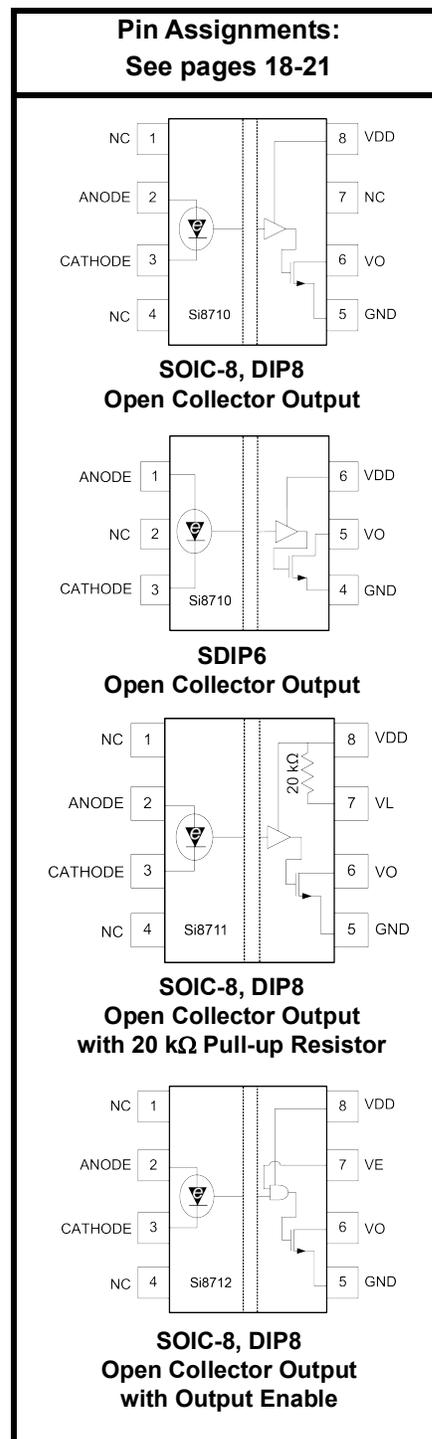 Pin Assignments:
See pages 18-21
NC 1
8 VDD
ANODE 2
7 NC
e
CATHODE 3
6 VO
NC 4
Si8710
5 GND
SOIC-8, DIP8
Open Collector Output
ANODE 1
6 VDD
NC 2
e
5 VO
CATHODE 3
Si8710
4 GND
SDIP6
Open Collector Output
NC 1
8 VDD
20 kΩ
ANODE 2
7 VL
e
CATHODE 3
6 VO
NC 4
Si8711
5 GND
SOIC-8, DIP8
Open Collector Output
with 20 kΩ Pull-up Resistor
NC 1
8 VDD
ANODE 2
7 VE
e
CATHODE 3
6 VO
NC 4
Si8712
5 GND
SOIC-8, DIP8
Open Collector Output
with Output Enable